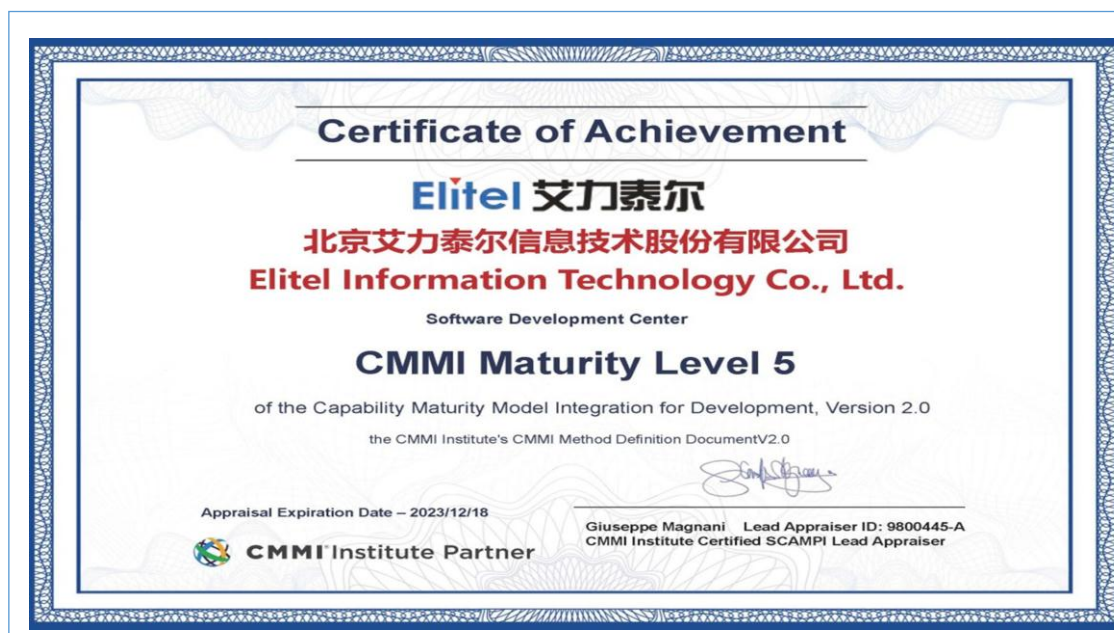 Certificate of Achievement
Elitel 艾力泰尔
北京艾力泰尔信息技术股份有限公司
Elitel Information Technology Co., Ltd.
Software Development Center
CMMI Maturity Level 5
of the Capability Maturity Model Integration for Development, Version 2.0
the CMMI Institute's CMMI Method Definition DocumentV2.0
Appraisal Expiration Date – 2023/12/18
Giuseppe Magnani Lead Appraiser ID: 9800445-A
CMMI Institute Certified SCAMPI Lead Appraiser
CMMI Institute Partner